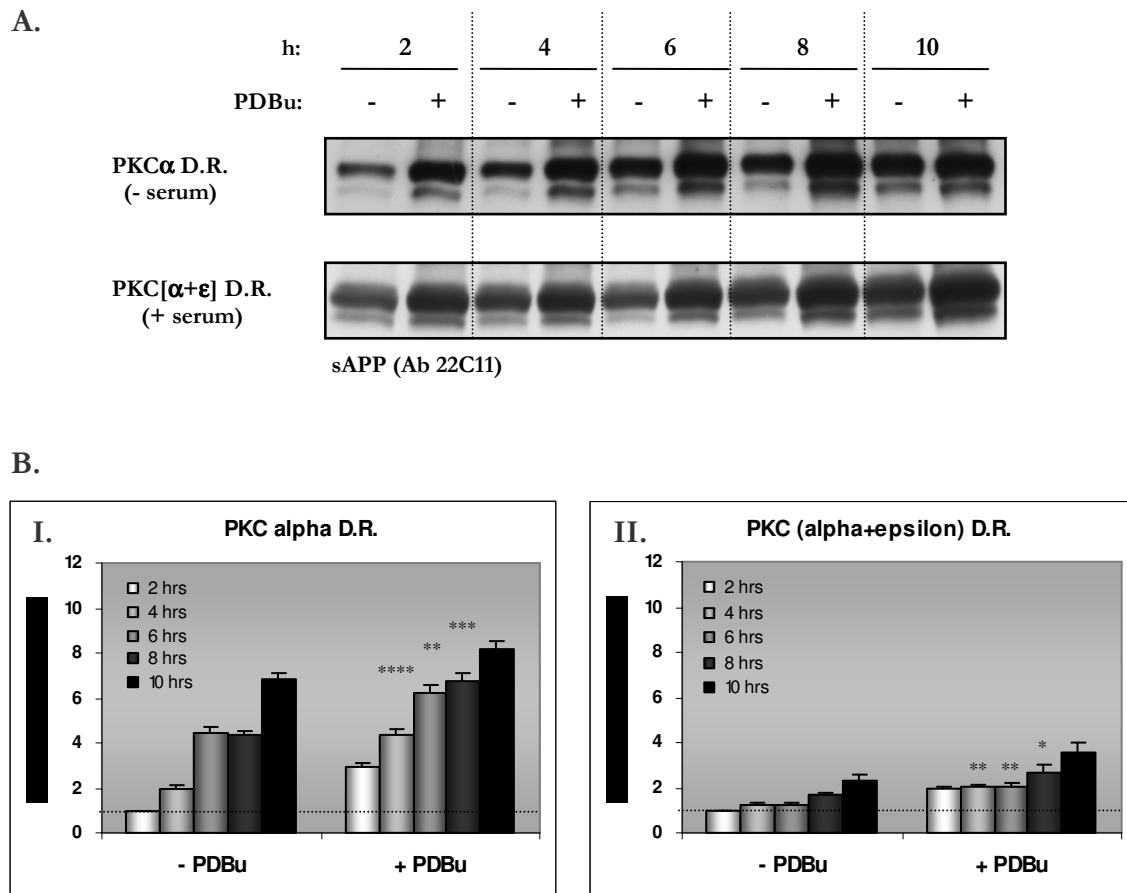 A.
h: 2 4 6 8 10
PDBu: - + - + - + - + - +
PKCα D.R.
(- serum)
PKC[α+ε] D.R.
(+ serum)
sAPP (Ab 22C11)
B.
I. PKC alpha D.R.
12
10
8
6
4
2
0
2 hrs
4 hrs
6 hrs
8 hrs
10 hrs
****
**
***
- PDBu + PDBu
II. PKC (alpha+epsilon) D.R.
12
10
8
6
4
2
0
2 hrs
4 hrs
6 hrs
8 hrs
10 hrs
**
**
*
- PDBu + PDBu